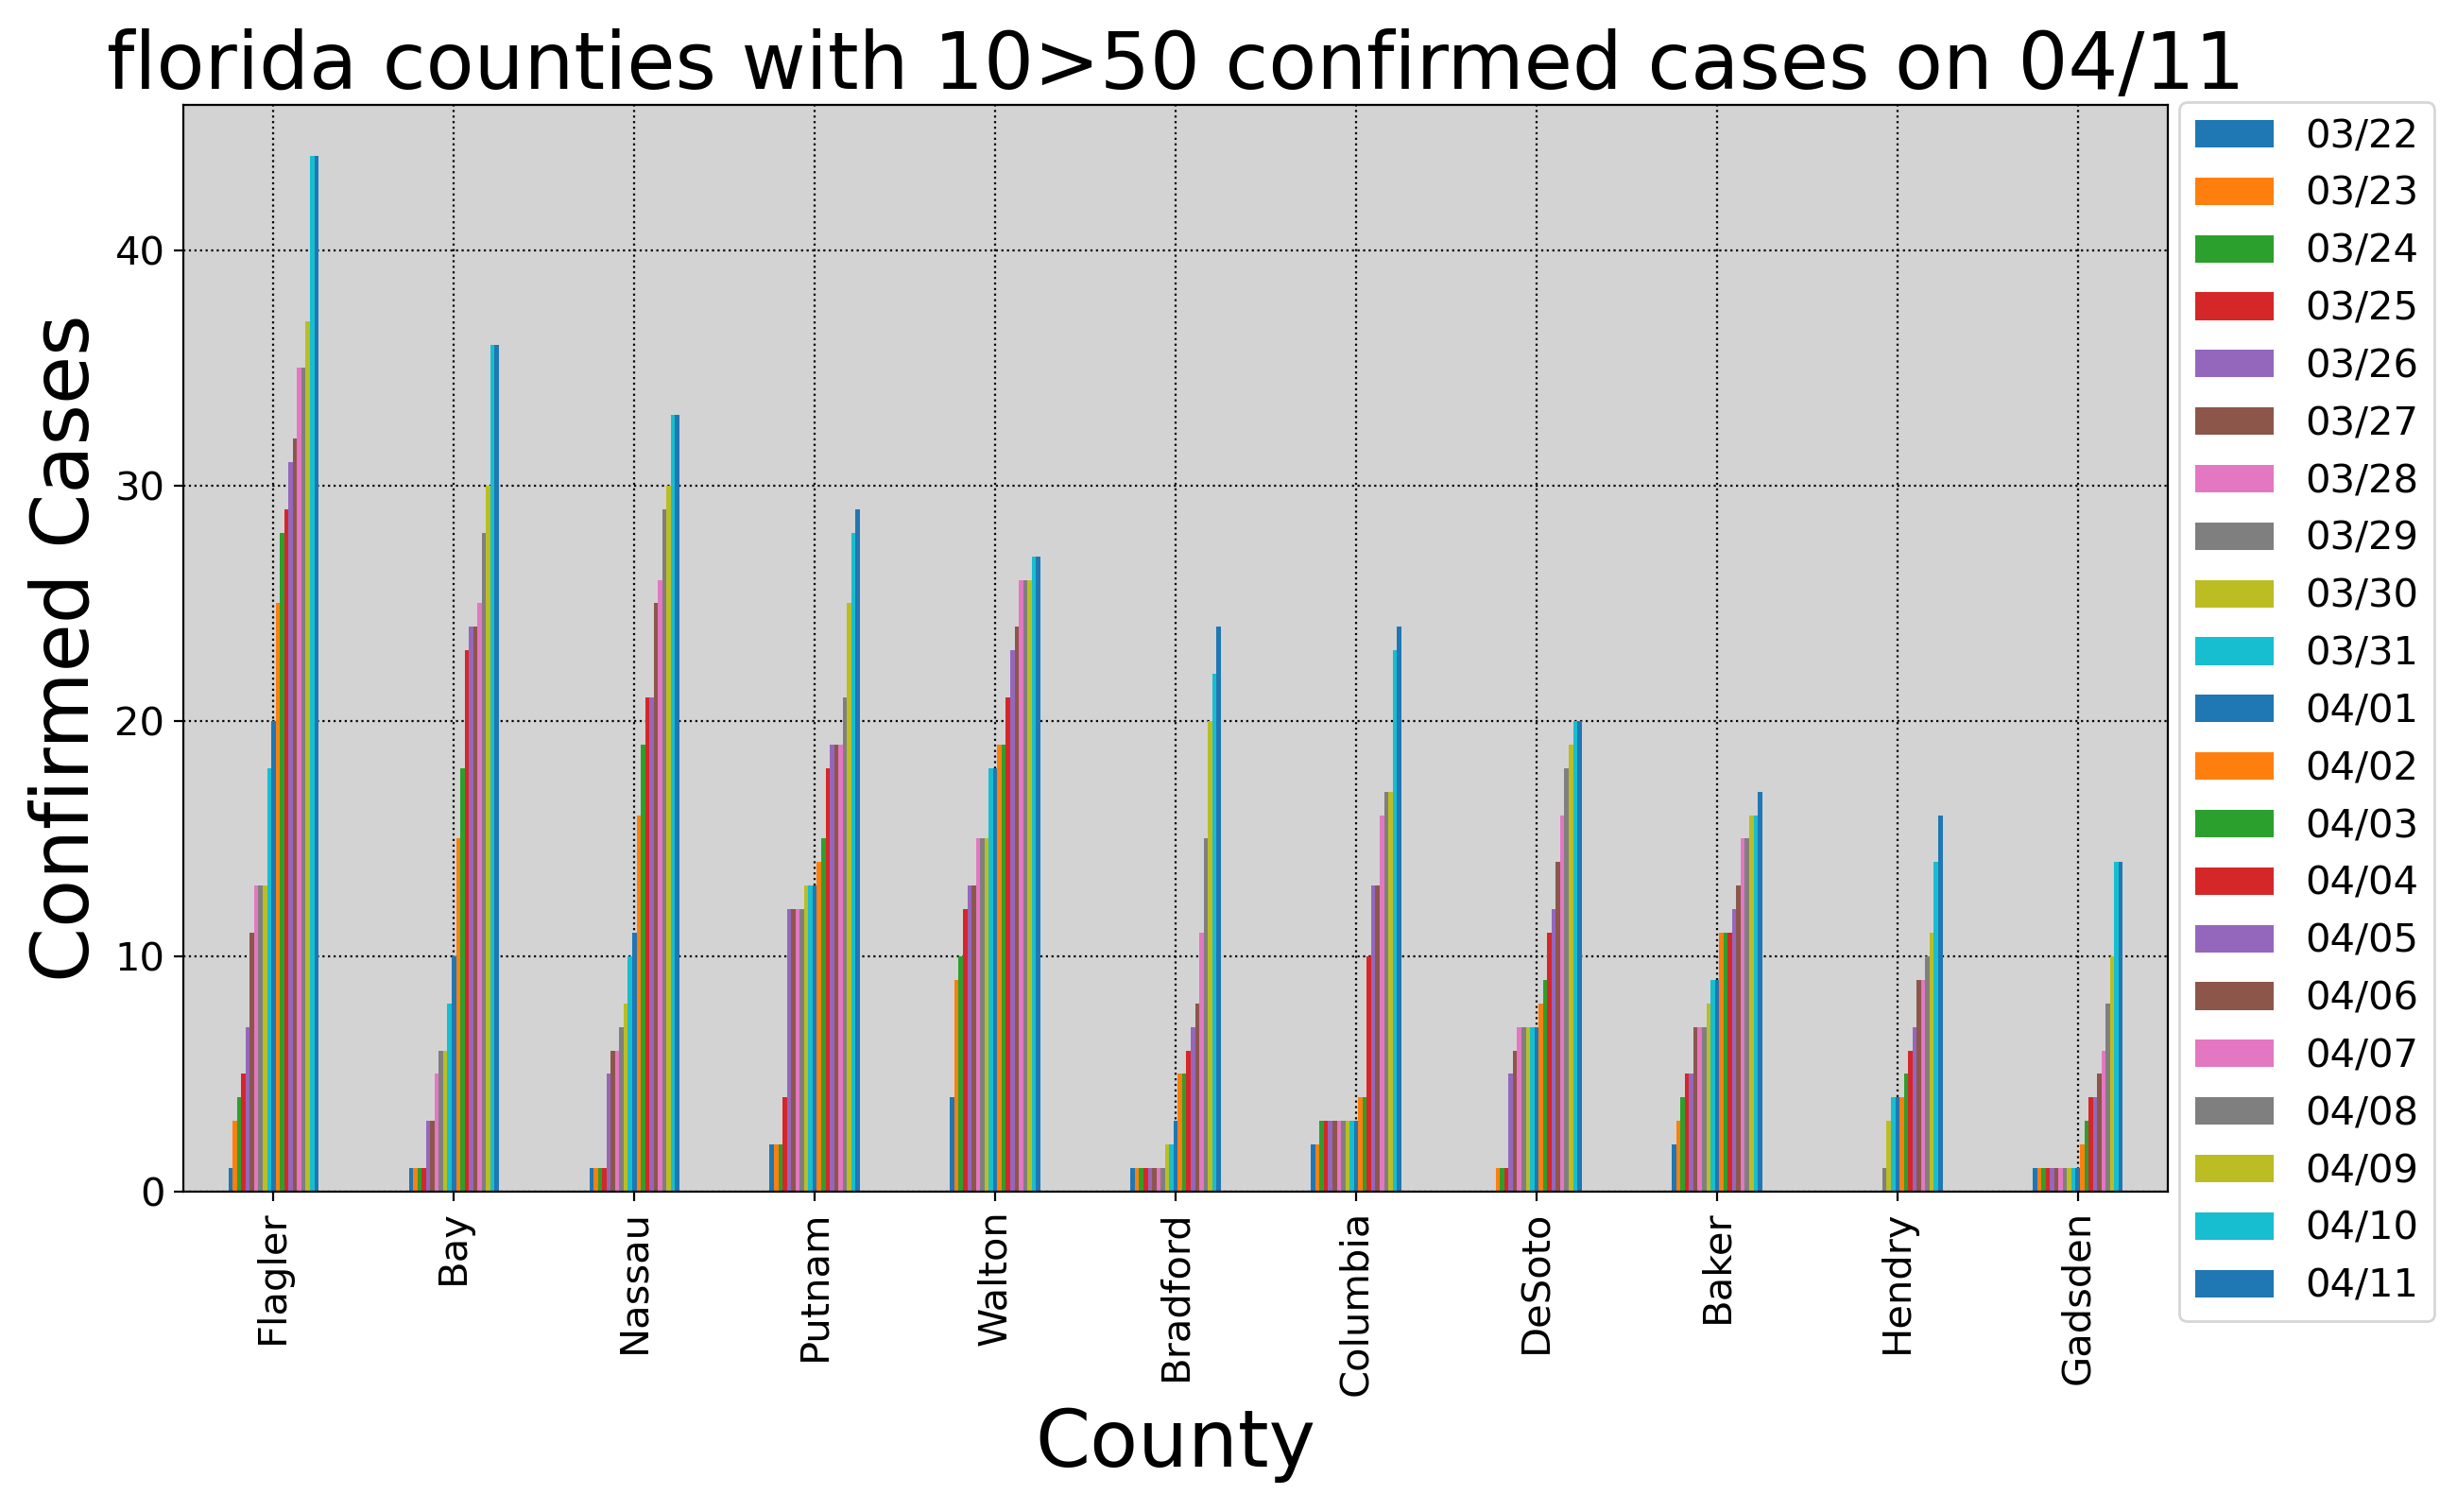 florida counties with 10>50 confirmed cases on 04/11
Confirmed Cases
40
30
20
10
0
Flagler
Bay
Nassau
Putnam
Walton
Bradford
Columbia
DeSoto
Baker
Hendry
Gadsden
County
03/22
03/23
03/24
03/25
03/26
03/27
03/28
03/29
03/30
03/31
04/01
04/02
04/03
04/04
04/05
04/06
04/07
04/08
04/09
04/10
04/11